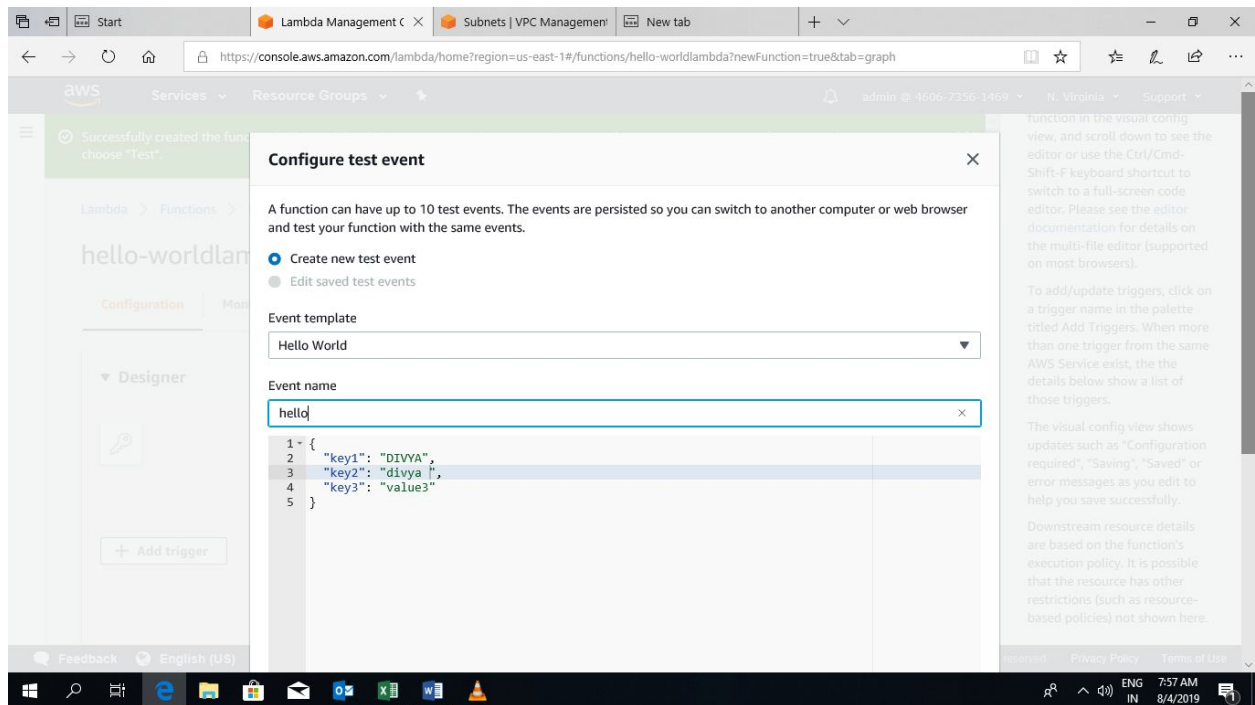 Start
Lambda Management C
Subnets | VPC Management
New tab
https://console.aws.amazon.com/lambda/home?region=us-east-1#/functions/hello-worldlambda?newFunction=true&tab=graph
aws
Services
Resource Groups
admin @ 4606-7356-1469
N. Virginia
Support
Successfully created the func
choose "Test".
Lambda > Functions >
hello-worldlam
Configuration
Mon
Designer
+ Add trigger
Configure test event
A function can have up to 10 test events. The events are persisted so you can switch to another computer or web browser
and test your function with the same events.
Create new test event
Edit saved test events
Event template
Hello World
Event name
hello
1 {
2 "key1": "DIVYA",
3 "key2": "divya ",
4 "key3": "value3"
5 }
function in the visual config
view, and scroll down to see the
editor or use the Ctrl/Cmd-
Shift-F keyboard shortcut to
switch to a full-screen code
editor. Please see the editor
documentation for details on
the multi-file editor (supported
on most browsers).
To add/update triggers, click on
a trigger name in the palette
titled Add Triggers. When more
than one trigger from the same
AWS Service exist, the the
details below show a list of
those triggers.
The visual config view shows
updates such as "Configuration
required", "Saving", "Saved" or
error messages as you edit to
help you save successfully.
Downstream resource details
are based on the function's
execution policy. It is possible
that the resource has other
restrictions (such as resource-
based policies) not shown here.
Feedback
English (US)
reserved.
Privacy Policy
Terms of Use
ENG
IN
7:57 AM
8/4/2019